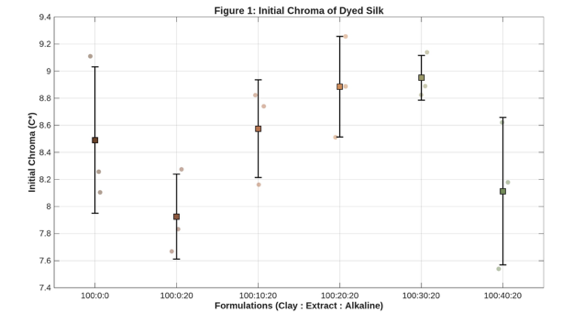 Figure 1: Initial Chroma of Dyed Silk
Initial Chroma (C*)
9.4
9.2
9
8.8
8.6
8.4
8.2
8
7.8
7.6
7.4
100:0:0 100:0:20 100:10:20 100:20:20 100:30:20 100:40:20
Formulations (Clay : Extract : Alkaline)